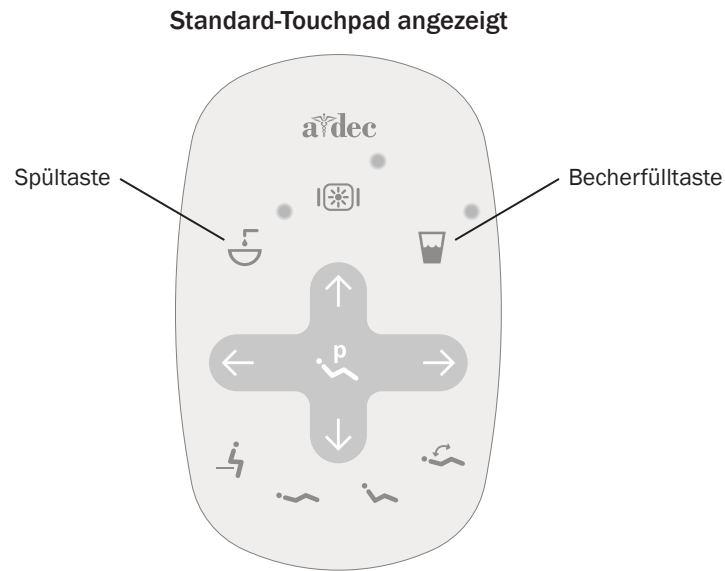 Standard-Touchpad angezeigt
a dec
Spültaste
Becherfülltaste
p